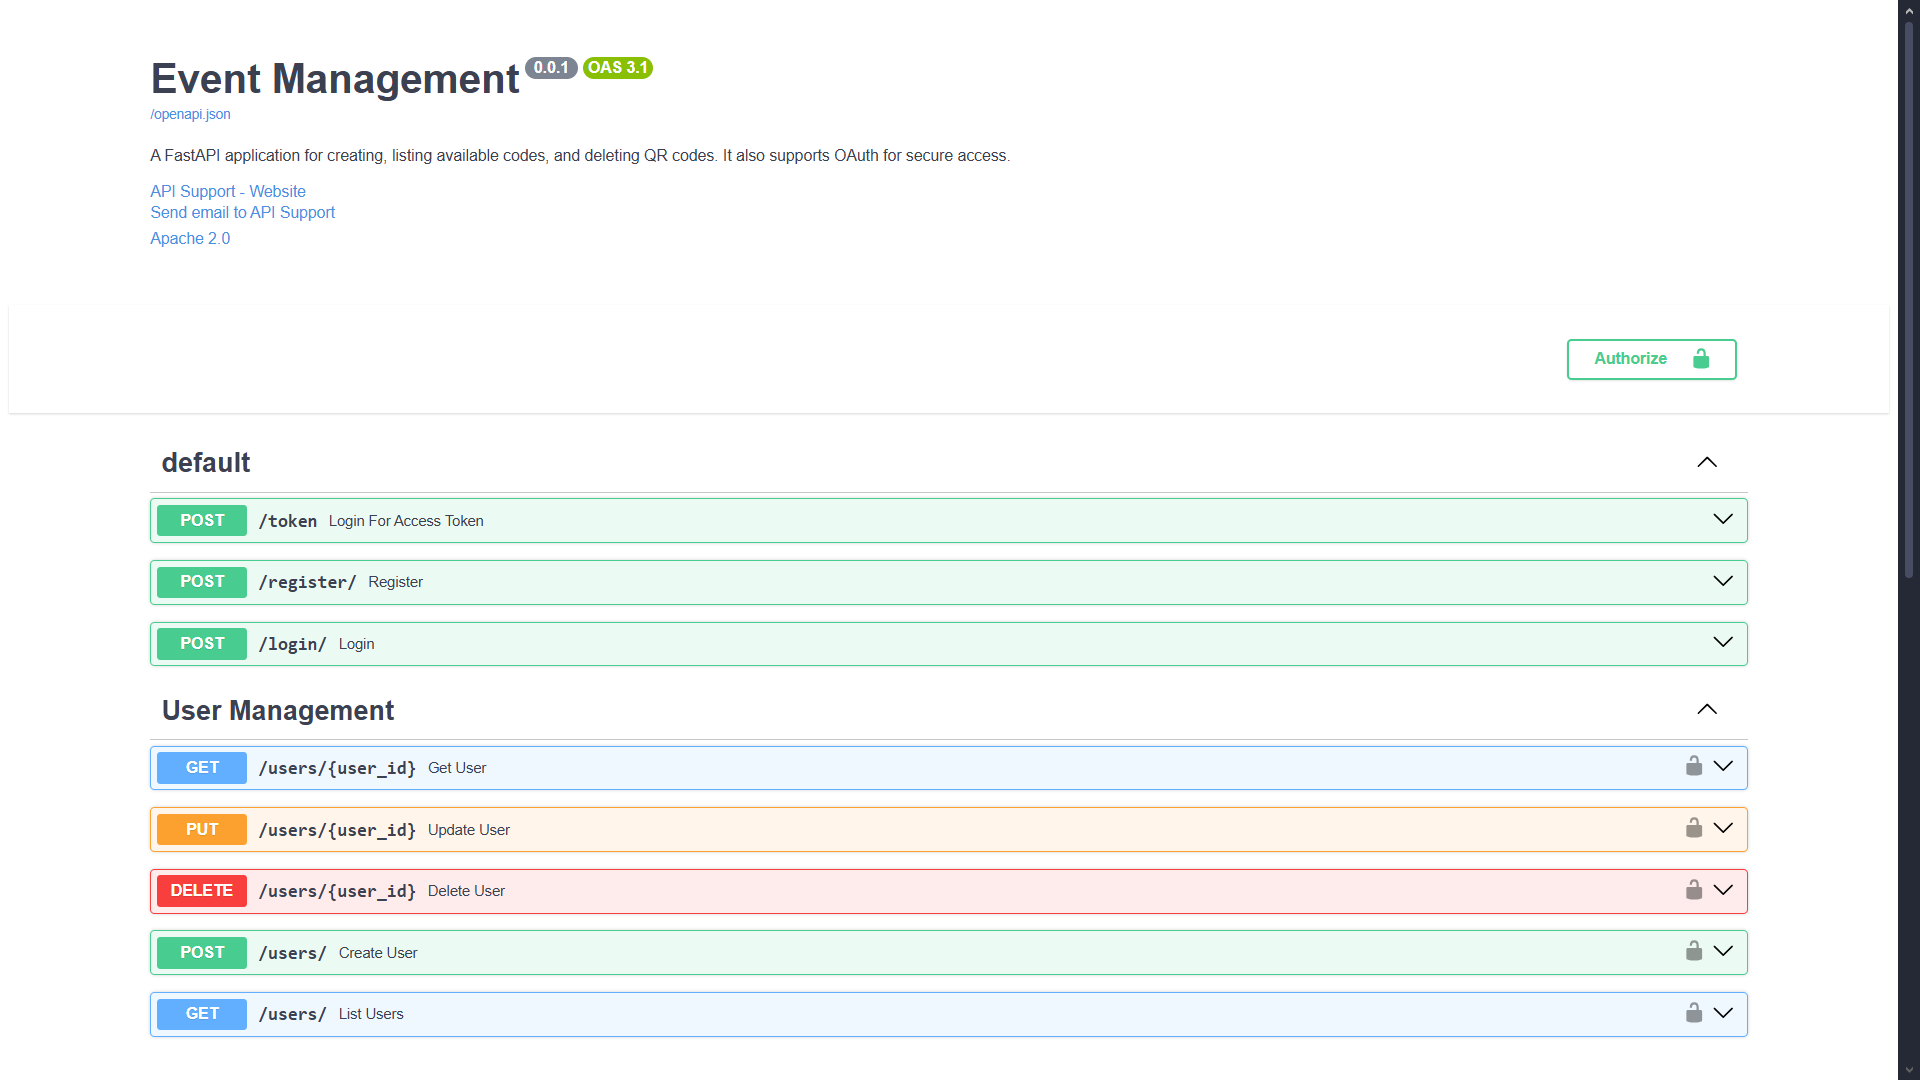 Event Management 0.0.1 OAS 3.1
/openapi.json
A FastAPI application for creating, listing available codes, and deleting QR codes. It also supports OAuth for secure access.
API Support - Website
Send email to API Support
Apache 2.0
Authorize
default
POST /token Login For Access Token
POST /register/ Register
POST /login/ Login
User Management
GET /users/{user_id} Get User
PUT /users/{user_id} Update User
DELETE /users/{user_id} Delete User
POST /users/ Create User
GET /users/ List Users